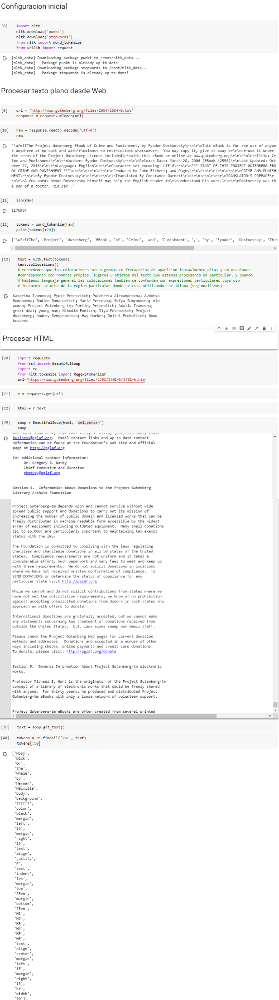 Configuracion inicial
[8] import nltk
nltk.download('punkt')
nltk.download('stopwords')
from nltk import word_tokenize
from urllib import request
[nltk_data] Downloading package punkt to /root/nltk_data...
[nltk_data]   Package punkt is already up-to-date!
[nltk_data] Downloading package stopwords to /root/nltk_data...
[nltk_data]   Package stopwords is already up-to-date!
Procesar texto plano desde Web
[9] url = 'http://www.gutenberg.org/files/2554/2554-0.txt'
response = request.urlopen(url)
[10] raw = response.read().decode('utf-8')
raw
'\ufeffThe Project Gutenberg EBook of Crime and Punishment, by Fyodor Dostoevsky\r\n\r\nThis eBook is for the use of anyon
e anywhere at no cost and with\r\nalmost no restrictions whatsoever.  You may copy it, give it away or\r\nre-use it under
the terms of the Project Gutenberg License included\r\nwith this eBook or online at www.gutenberg.org\r\n\r\n\r\nTitle: Cr
ime and Punishment\r\n\r\nAuthor: Fyodor Dostoevsky\r\n\r\nRelease Date: March 28, 2006 [EBook #2554]\r\nLast Updated: Oct
ober 27, 2016\r\n\r\nLanguage: English\r\n\r\nCharacter set encoding: UTF-8\r\n\r\n*** START OF THIS PROJECT GUTENBERG EBO
OK CRIME AND PUNISHMENT ***\r\n\r\n\r\n\r\n\r\nProduced by John Bickers; and Dagny\r\n\r\n\r\n\r\n\r\nCRIME AND PUNISH
MENT\r\n\r\nBy Fyodor Dostoevsky\r\n\r\n\r\n\r\nTranslated By Constance Garnett\r\n\r\n\r\n\r\n\r\nTRANSLATOR'S PREFACE\r
\n\r\nA few words about Dostoevsky himself may help the English reader to\r\nunderstand his work.\r\n\r\nDostoevsky was th
e son of a doctor. His par...'
[11] len(raw)
1176967
[12] tokens = word_tokenize(raw)
print(tokens[:20])
['\ufeffThe', 'Project', 'Gutenberg', 'EBook', 'of', 'Crime', 'and', 'Punishment', ',', 'by', 'Fyodor', 'Dostoevsky', 'This
[13] text = nltk.Text(tokens)
text.collocations()
# recordemos que las colocaciones son n-gramas cn frecuencias de aparicion inusualmente altas y en ocasiones
#corresponden con nombres propios, lugares u objetos del texto que estamos procesando en particular, y cuando
# hablamos lenguaje general las colocaciones tambien se confunden con expresiones particulares cuyo uso
# frecuente se debe de la region particular donde se esta utilizando ese idioma (regionalismos)
Katerina Ivanovna; Pyotr Petrovitch; Pulcheria Alexandrovna; Avdotya
Romanovna; Rodion Romanovitch; Marfa Petrovna; Sofya Semyonovna; old
woman; Project Gutenberg-tm; Porfiry Petrovitch; Amalia Ivanovna;
great deal; young man; Nikodim Fomitch; Ilya Petrovitch; Project
Gutenberg; Andrey Semyonovitch; Hay Market; Dmitri Prokofitch; Good
heavens
Procesar HTML
[20] import requests
from bs4 import BeautifulSoup
import re
from nltk.tokenize import RegexpTokenizer
url='https://www.gutenberg.org/files/2701/2701-h/2701-h.htm'
[21] r = requests.get(url)
[22] html = r.text
[38] soup = BeautifulSoup(html, 'xml.parser')
soup
business@pglaf.org.  Email contact links and up to date contact
information can be found at the Foundation's web site and official
page at http://pglaf.org
For additional contact information:
Dr. Gregory B. Newby
Chief Executive and Director
gbnewby@pglaf.org
Section 4.  Information about Donations to the Project Gutenberg
Literary Archive Foundation
Project Gutenberg-tm depends upon and cannot survive without wide
spread public support and donations to carry out its mission of
increasing the number of public domain and licensed works that can be
freely distributed in machine readable form accessible by the widest
array of equipment including outdated equipment.  Many small donations
($1 to $5,000) are particularly important to maintaining tax exempt
status with the IRS.
The Foundation is committed to complying with the laws regulating
charities and charitable donations in all 50 states of the United
States.  Compliance requirements are not uniform and it takes a
considerable effort, much paperwork and many fees to meet and keep up
with these requirements.  We do not solicit donations in locations
where we have not received written confirmation of compliance.  To
SEND DONATIONS or determine the status of compliance for any
particular state visit http://pglaf.org
While we cannot and do not solicit contributions from states where we
have not met the solicitation requirements, we know of no prohibition
against accepting unsolicited donations from donors in such states who
approach us with offers to donate.
International donations are gratefully accepted, but we cannot make
any statements concerning tax treatment of donations received from
outside the United States.  U.S. laws alone swamp our small staff.
Please check the Project Gutenberg Web pages for current donation
methods and addresses.  Donations are accepted in a number of other
ways including checks, online payments and credit card donations.
To donate, please visit: http://pglaf.org/donate
Section 5.  General Information About Project Gutenberg-tm electronic
works.
Professor Michael S. Hart is the originator of the Project Gutenberg-tm
concept of a library of electronic works that could be freely shared
with anyone.  For thirty years, he produced and distributed Project
Gutenberg-tm eBooks with only a loose network of volunteer support.
Project Gutenberg-tm eBooks are often created from several printed
[39] text = soup.get_text()
[40] tokens = re.findall('\w+', text)
tokens[:50]
['Moby',
'Dick',
'Or',
'the',
'Whale',
'by',
'Herman',
'Melville',
'body',
'background',
'ffffff',
'color',
'black',
'margin',
'left',
'15',
'margin',
'right',
'15',
'text',
'align',
'justify',
'P',
'text',
'indent',
'1em',
'margin',
'top',
'25em',
'margin',
'bottom',
'25em',
'H1',
'H2',
'H3',
'H4',
'H5',
'H6',
'text',
'align',
'center',
'margin',
'left',
'15',
'margin',
'right',
'15',
'hr',
'width',
'50']